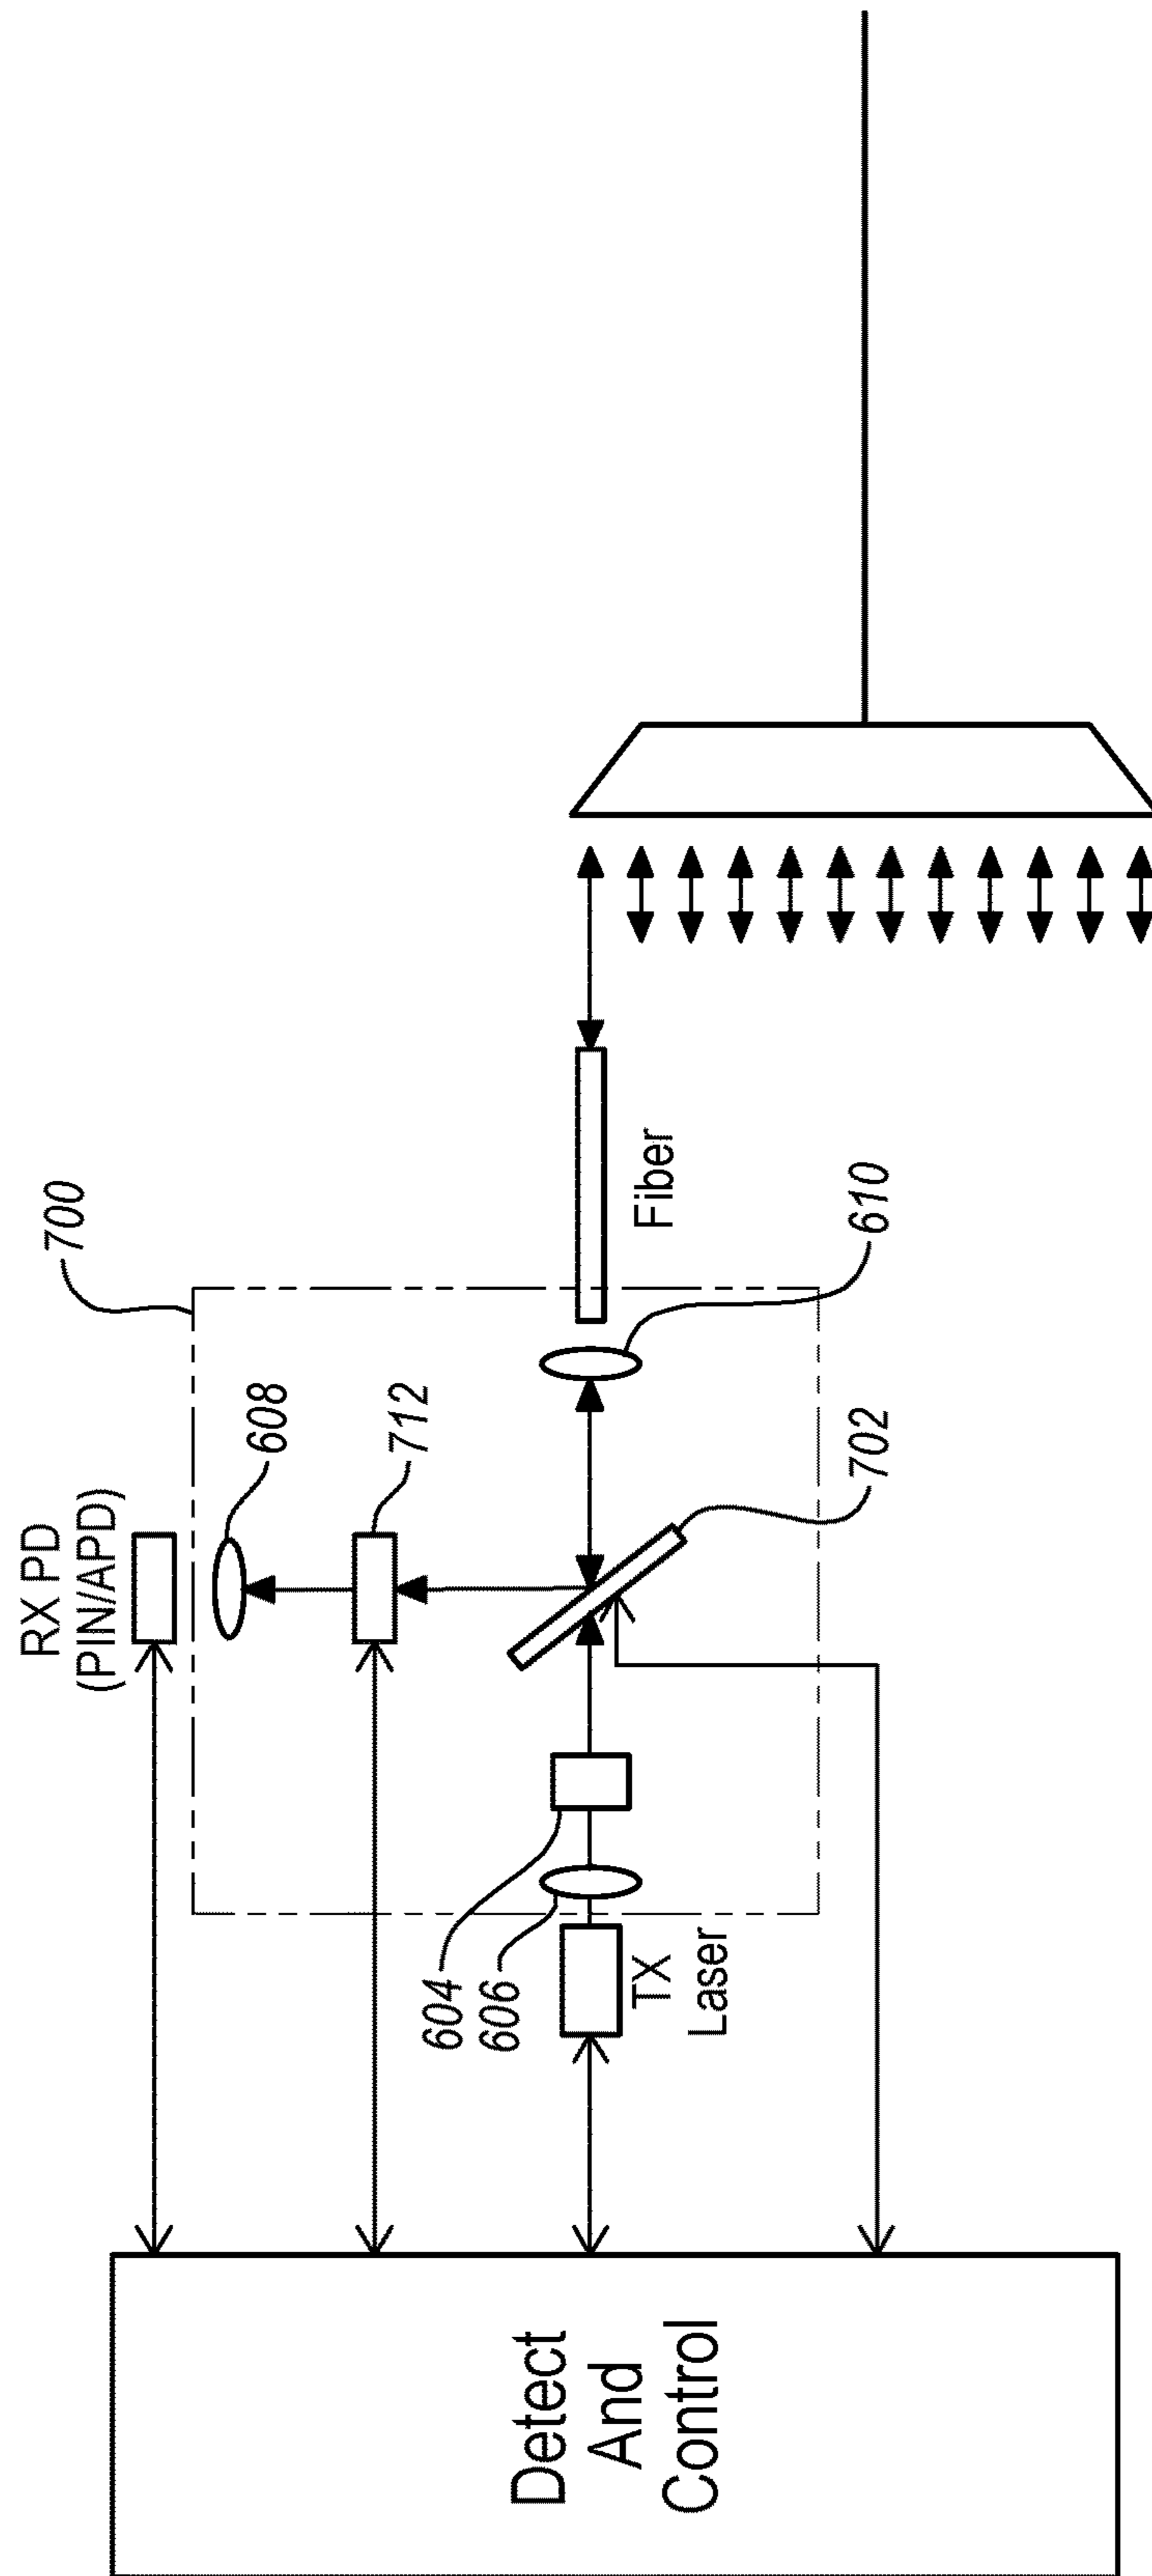 Detect
And
Control
RX PD
(PIN/APD)
700
608
712
604
606
TX
Laser
702
610
Fiber